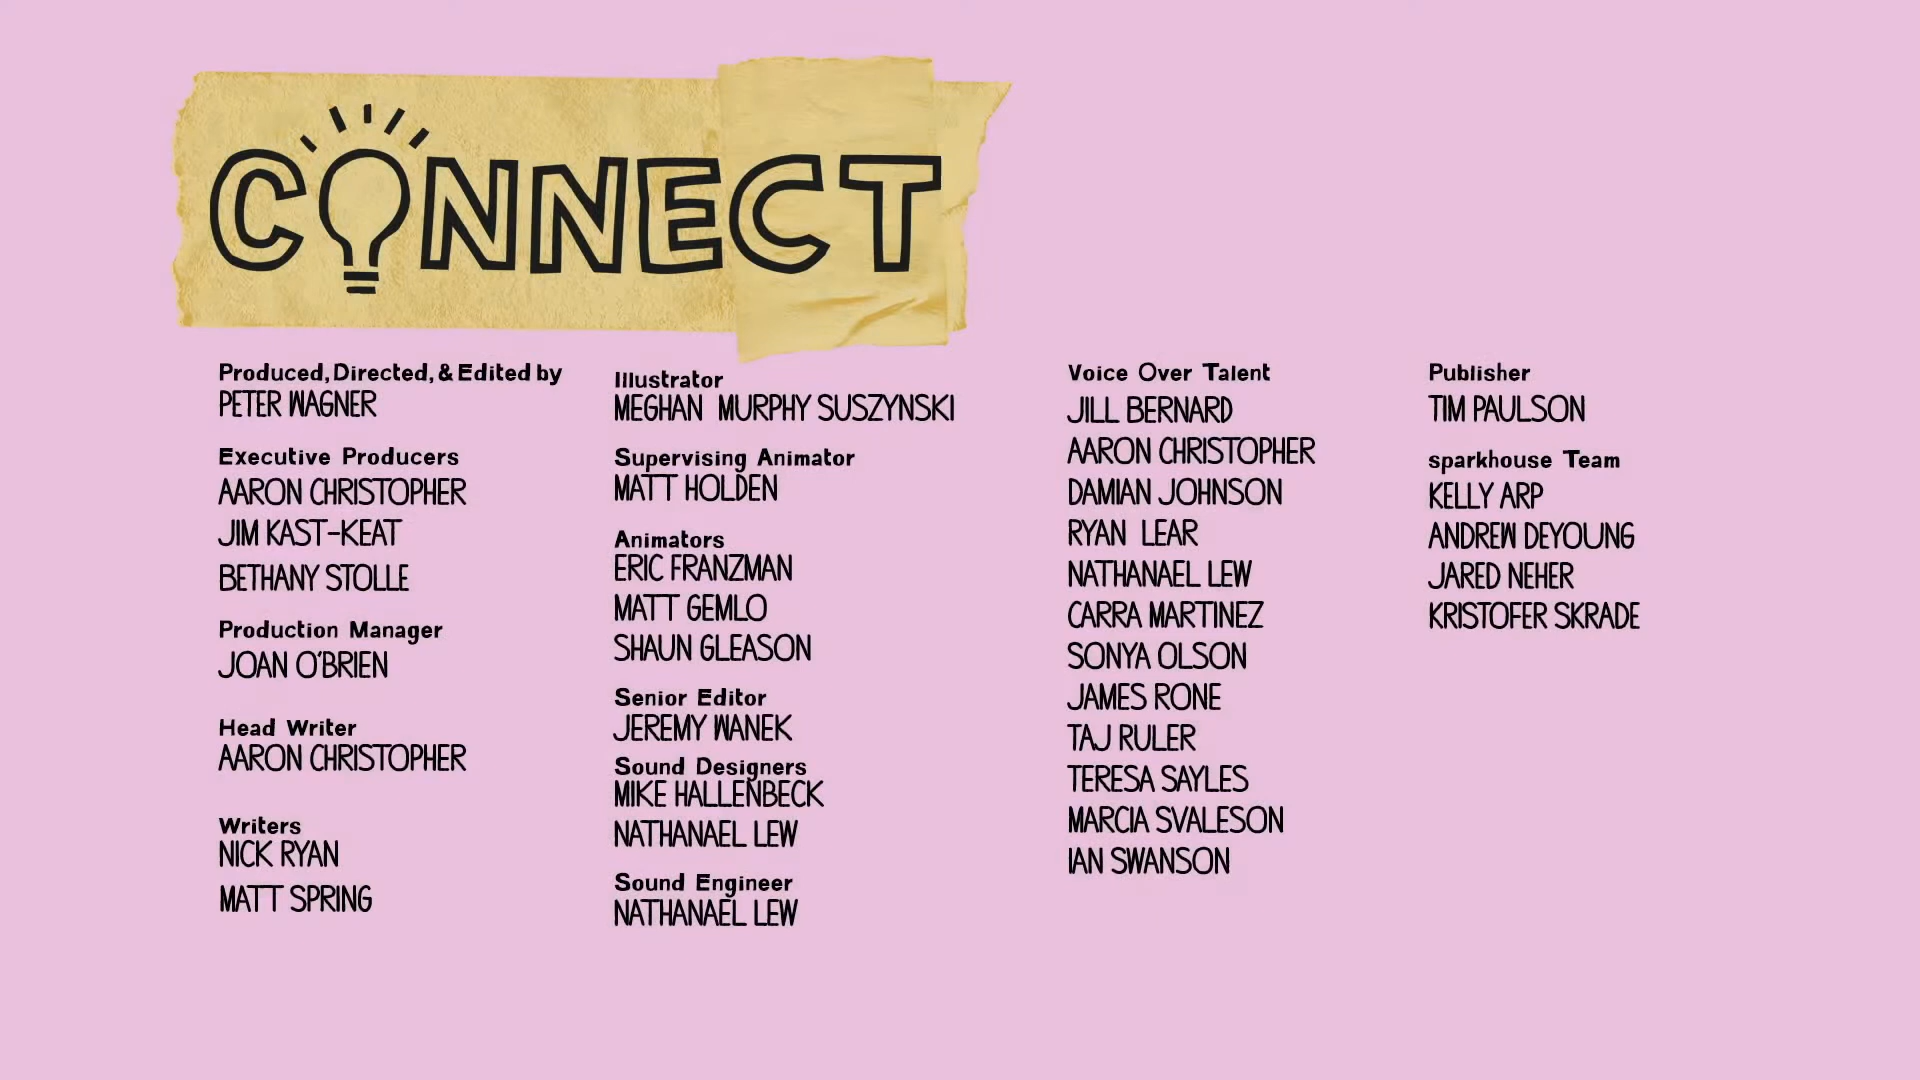 CONNECT
Produced, Directed, & Edited by
PETER WAGNER
Executive Producers
AARON CHRISTOPHER
JIM KAST-KEAT
BETHANY STOLLE
Production Manager
JOAN O'BRIEN
Head Writer
AARON CHRISTOPHER
Writers
NICK RYAN
MATT SPRING
Illustrator
MEGHAN MURPHY SUSZYNSKI
Supervising Animator
MATT HOLDEN
Animators
ERIC FRANZMAN
MATT GEMLO
SHAUN GLEASON
Senior Editor
JEREMY WANEK
Sound Designers
MIKE HALLENBECK
NATHANAEL LEW
Sound Engineer
NATHANAEL LEW
Voice Over Talent
JILL BERNARD
AARON CHRISTOPHER
DAMIAN JOHNSON
RYAN LEAR
NATHANAEL LEW
CARRA MARTINEZ
SONYA OLSON
JAMES RONE
TAJ RULER
TERESA SAYLES
MARCIA SVALESON
IAN SWANSON
Publisher
TIM PAULSON
sparkhouse Team
KELLY ARP
ANDREW DEYOUNG
JARED NEHER
KRISTOFER SKRADE